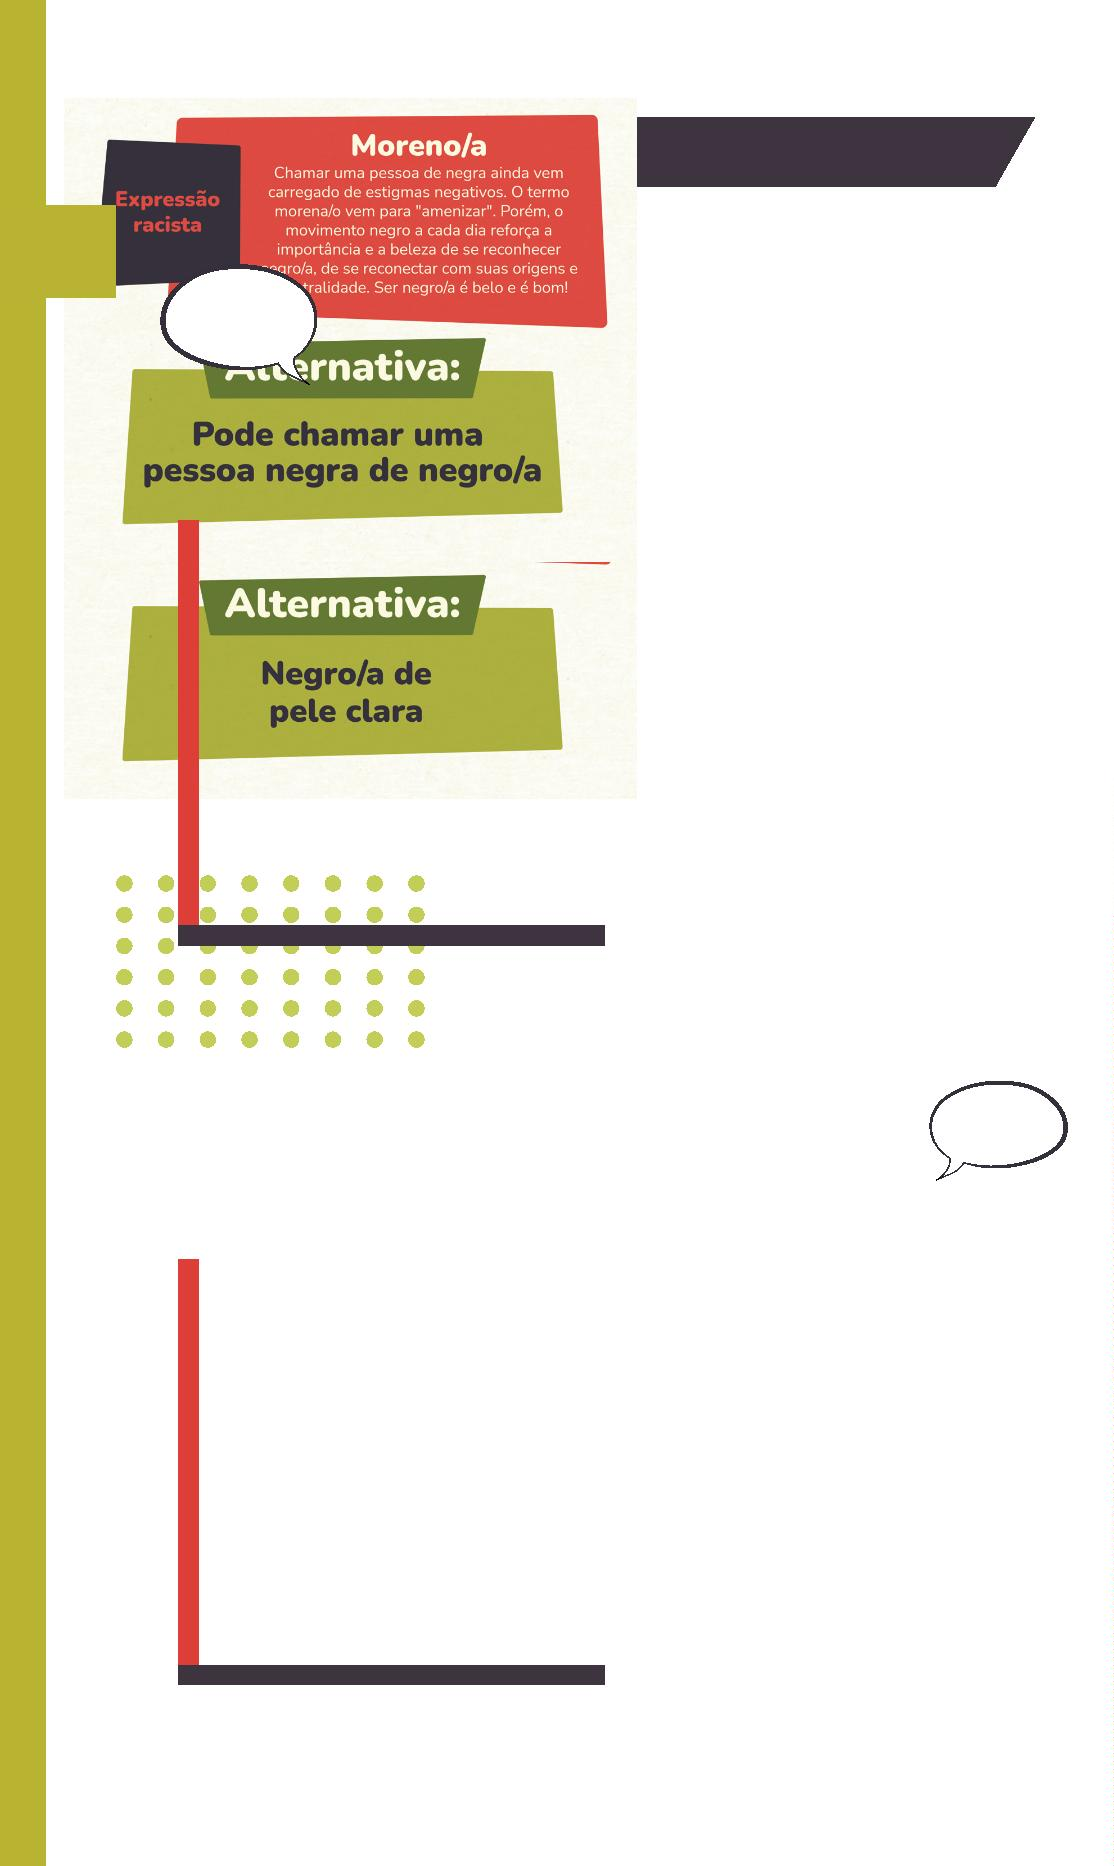 Moreno/a
Chamar uma pessoa de negra ainda vem
carregado de estigmas negativos. O termo
morena/o vem para "amenizar". Porém, o
movimento negro a cada dia reforça a
importância e a beleza de se reconhecer
negro/a, de se reconectar com suas origens e
tralidade. Ser negro/a é belo e é bom!
Expressão
racista
Alternativa:
Pode chamar uma
pessoa negra de negro/a
Alternativa:
Negro/a de
pele clara